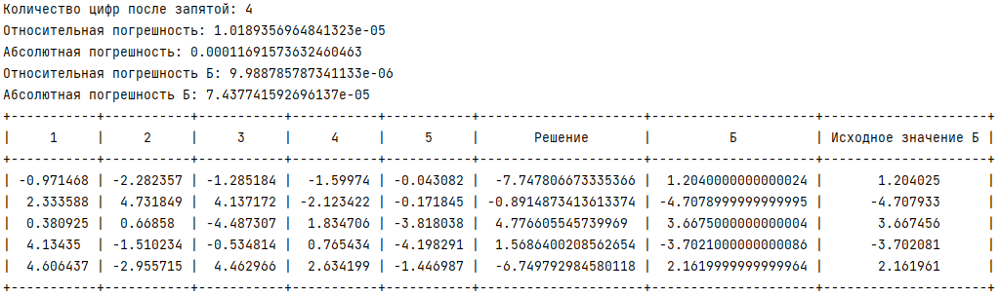 Количество цифр после запятой: 4
Относительная погрешность: 1.0189356964841323e-05
Абсолютная погрешность: 0.00011691573632460463
Относительная погрешность Б: 9.988785787341133e-06
Абсолютная погрешность Б: 7.437741592696137e-05
+-----------+-----------+-----------+-----------+-----------+---------------------+---------------------+---------------------+
|     1     |     2     |     3     |     4     |     5     |       Решение       |          Б          | Исходное значение Б |
+-----------+-----------+-----------+-----------+-----------+---------------------+---------------------+---------------------+
| -0.971468 | -2.282357 | -1.285184 |  -1.59974 | -0.043082 |  -7.747806673335366 |  1.2040000000000024 |       1.204025      |
|  2.333588 |  4.731849 |  4.137172 | -2.123422 | -0.171845 | -0.8914873413613374 | -4.7078999999999995 |      -4.707933      |
|  0.380925 |  0.66858  | -4.487307 |  1.834706 | -3.818038 |  4.776605545739969  |  3.6675000000000004 |       3.667456      |
|  4.13435  | -1.510234 | -0.534814 |  0.765434 | -4.198291 |  1.5686400208562654 | -3.7021000000000086 |      -3.702081      |
|  4.606437 | -2.955715 |  4.462966 |  2.634199 | -1.446987 |  -6.749792984580118 |  2.1619999999999964 |       2.161961      |
+-----------+-----------+-----------+-----------+-----------+---------------------+---------------------+---------------------+